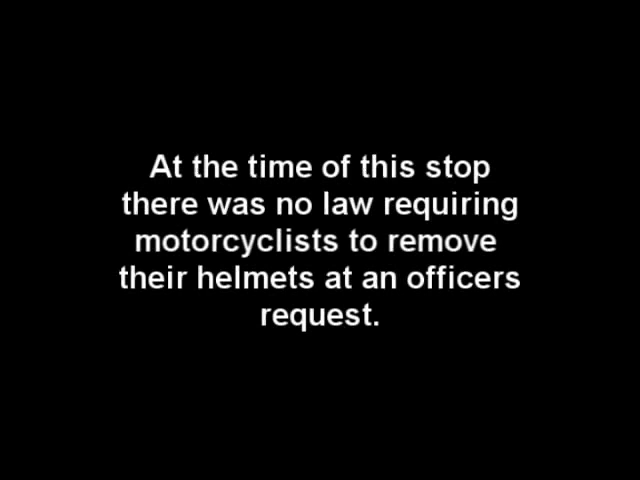 At the time of this stop
there was no law requiring
motorcyclists to remove
their helmets at an officers
request.